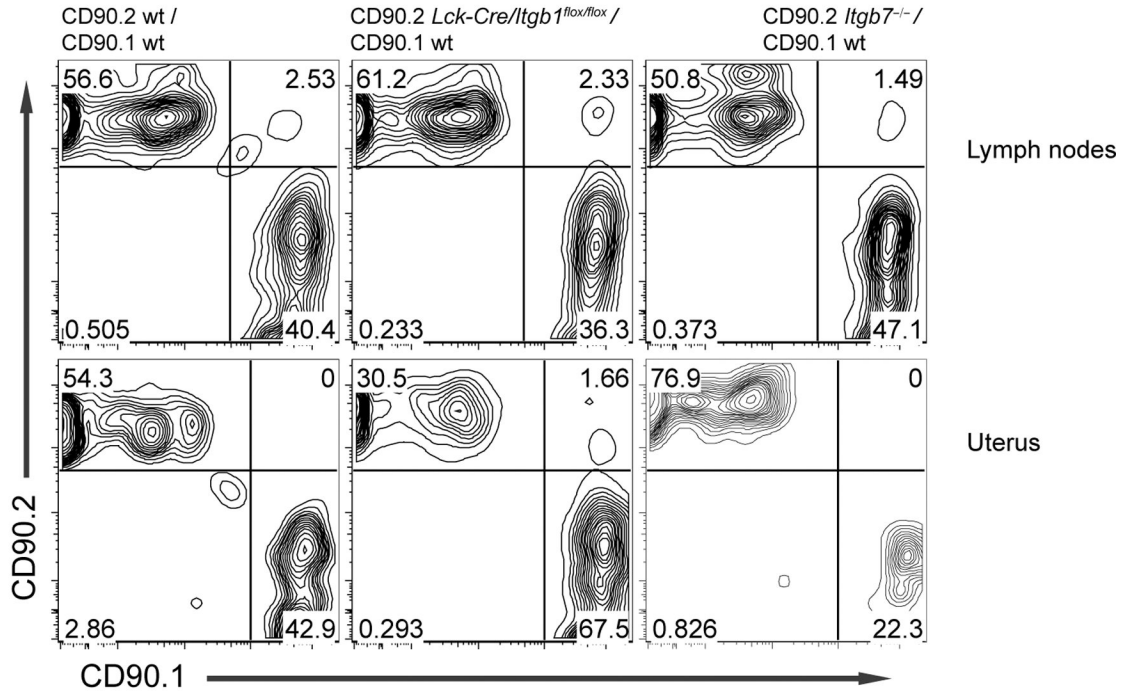 CD90.2 wt /
CD90.1 wt
CD90.2 Lck-Cre/Itgb1flox/flox /
CD90.1 wt
CD90.2 Itgb7–/– /
CD90.1 wt
56.6 2.53
61.2 2.33
50.8 1.49
Lymph nodes
0.505 40.4
0.233 36.3
0.373 47.1
54.3 0
30.5 1.66
76.9 0
Uterus
2.86 42.9
0.293 67.5
0.826 22.3
CD90.2
CD90.1